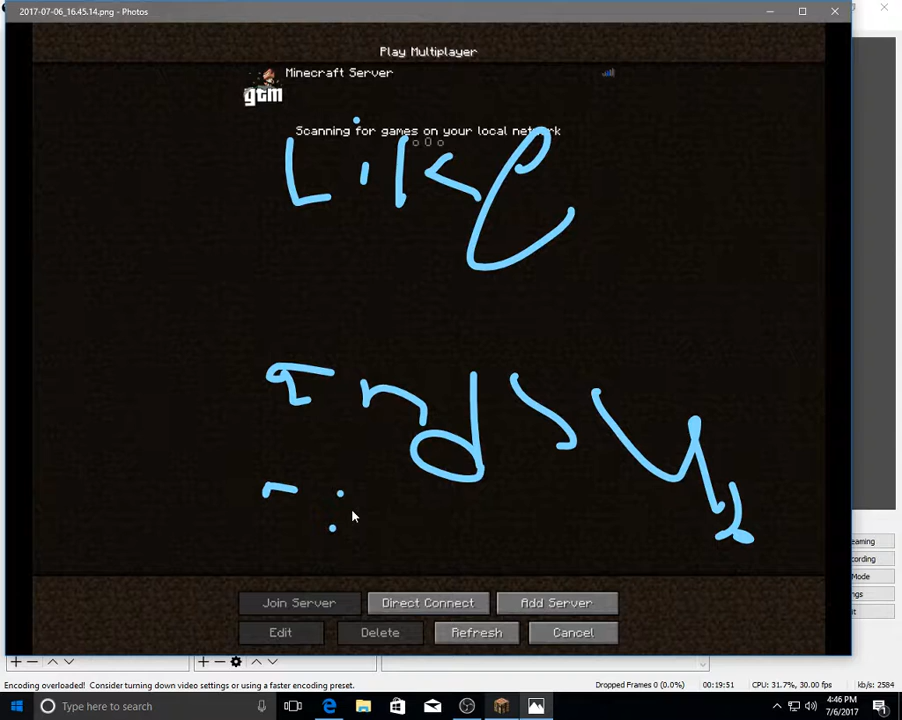 2017-07-06_16.45.14.png - Photos
Play Multiplayer
Minecraft Server
gtm
Scanning for games on your local network
o O o
Like
Join Server Direct Connect Add Server
Edit Delete Refresh Cancel
Encoding overloaded! Consider turning down video settings or using a faster encoding preset. Dropped Frames 0 (0.0%) 00:19:51 CPU: 31.7%, 30.00 fps kb/s: 2584
Type here to search
4:46 PM
7/6/2017